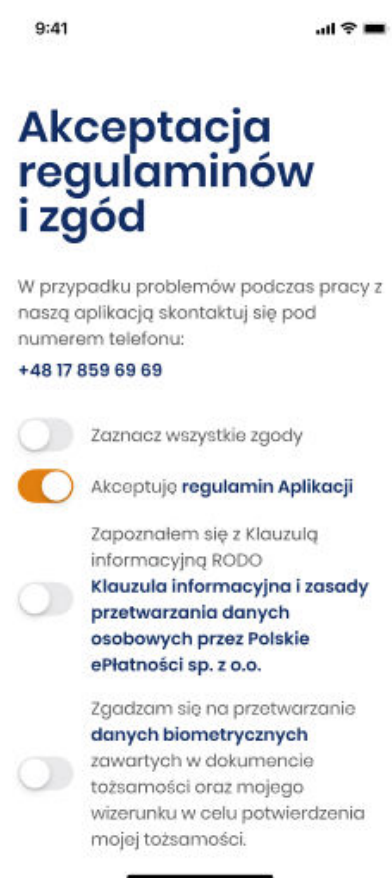 9:41
Akceptacja
regulaminów
i zgód
W przypadku problemów podczas pracy z
naszą aplikacją skontaktuj się pod
numerem telefonu:
+48 17 859 69 69
Zaznacz wszystkie zgody
Akceptuję regulamin Aplikacji
Zapoznałem się z Klauzulą
informacyjną RODO
Klauzula informacyjna i zasady
przetwarzania danych
osobowych przez Polskie
ePłatności sp. z o.o.
Zgadzam się na przetwarzanie
danych biometrycznych
zawartych w dokumencie
tożsamości oraz mojego
wizerunku w celu potwierdzenia
mojej tożsamości.